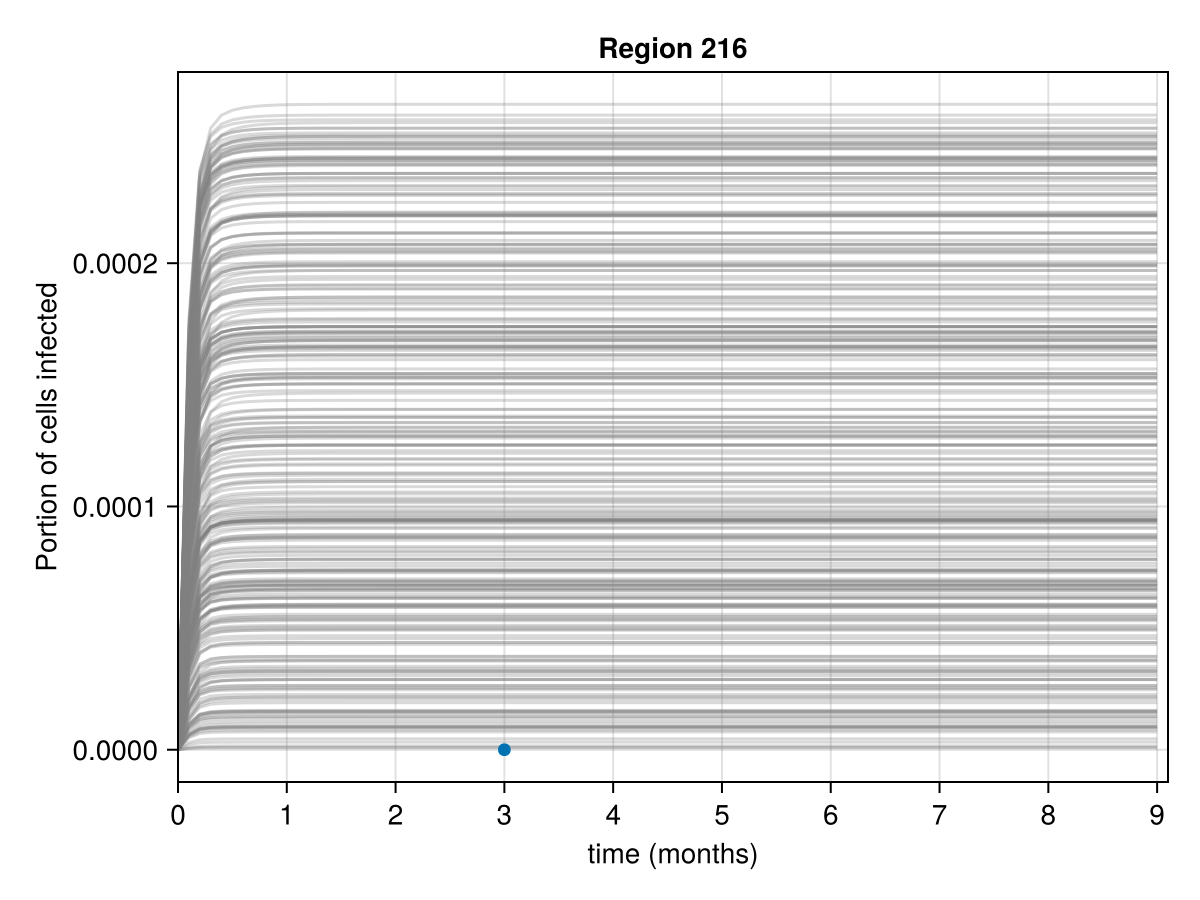 Region 216
Portion of cells infected
0.0002
0.0001
0.0000
0 1 2 3 4 5 6 7 8 9
time (months)